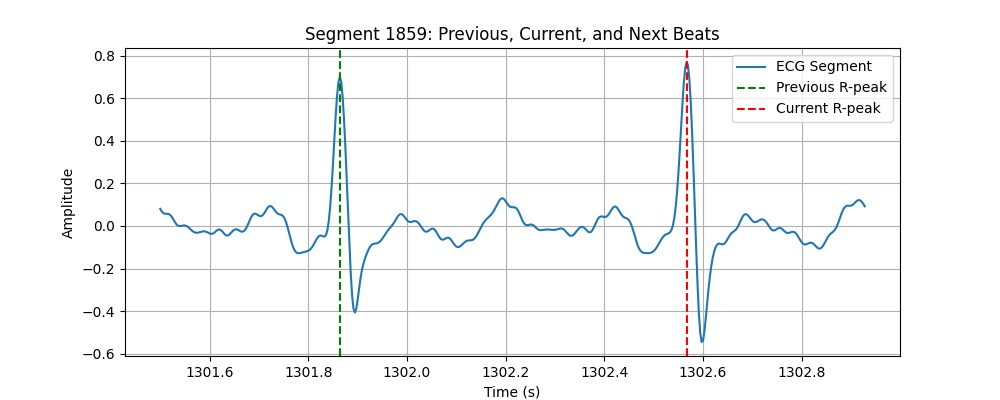 Segment 1859: Previous, Current, and Next Beats
ECG Segment
Previous R-peak
Current R-peak
Amplitude
0.8
0.6
0.4
0.2
0.0
−0.2
−0.4
−0.6
1301.6 1301.8 1302.0 1302.2 1302.4 1302.6 1302.8
Time (s)